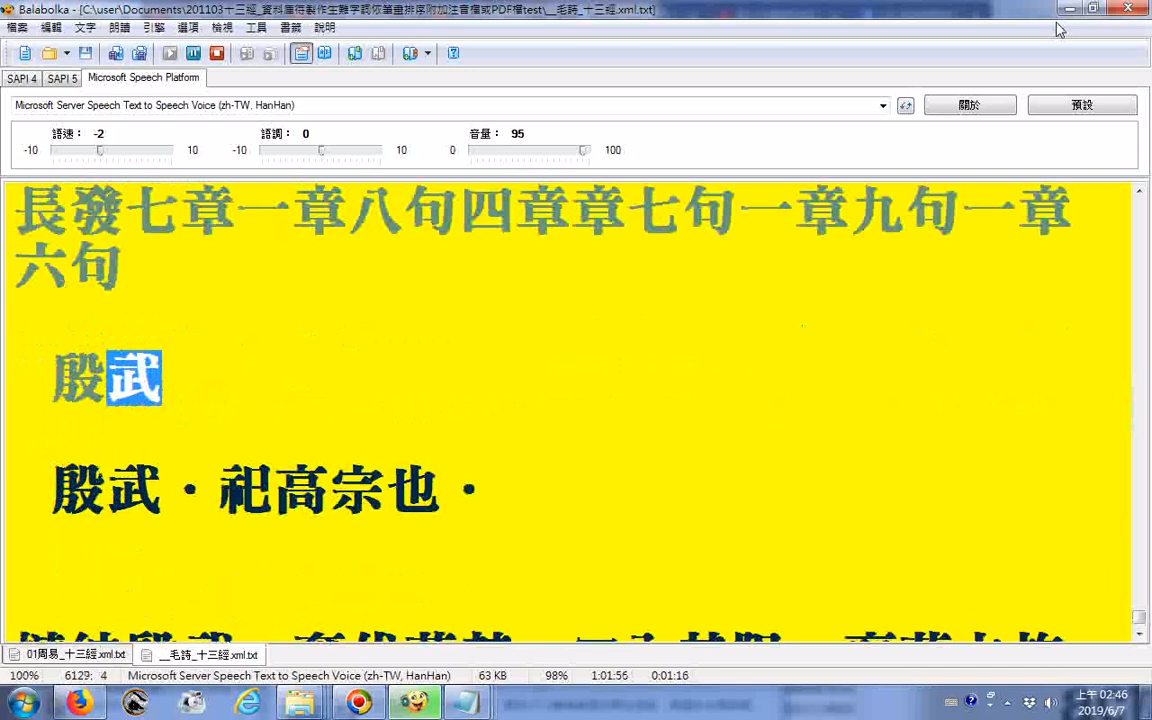 Balabolka - [C:\user\Documents\201103十三經_資料庫待製作生難字詞依筆畫排序附加注音檔或PDF檔test\__毛詩_十三經.xml.txt]
檔案 編輯 文字 朗讀 引擎 選項 檢視 工具 書籤 說明
SAPI 4 SAPI 5 Microsoft Speech Platform
Microsoft Server Speech Text to Speech Voice (zh-TW, HanHan) 關於 預設
語速： -2 語調： 0 音量： 95
-10 10 -10 10 0 100
長發七章一章八句四章章七句一章九句一章
六句
殷武
殷武．祀高宗也．
01周易_十三經.xml.txt __毛詩_十三經.xml.txt
100% 6129: 4 Microsoft Server Speech Text to Speech Voice (zh-TW, HanHan) 63 KB 98% 1:01:56 0:01:16
上午 02:46
2019/6/7